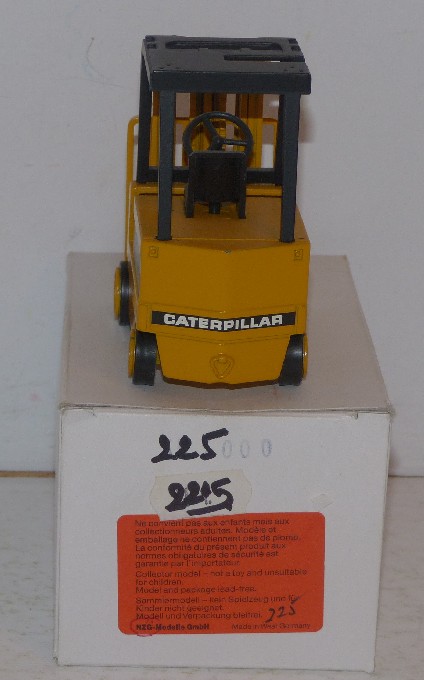 CATERPILLAR
225000
2215
Ne convient pas aux enfants mais aux
collectionneurs adultes. Modèles et
emballage ne contiennent pas de plomb.
La conformité du présent produit aux
normes obligatoires de sécurité est
garantie par l'importateur.
Collector model – not a toy and unsuitable
for children.
Model and package lead-free.
Sammlermodell – kein Spielzeug und für
Kinder nicht geeignet.
Modell und Verpackung bleifrei. 225
NZG-Modelle GmbH Made in West Germany